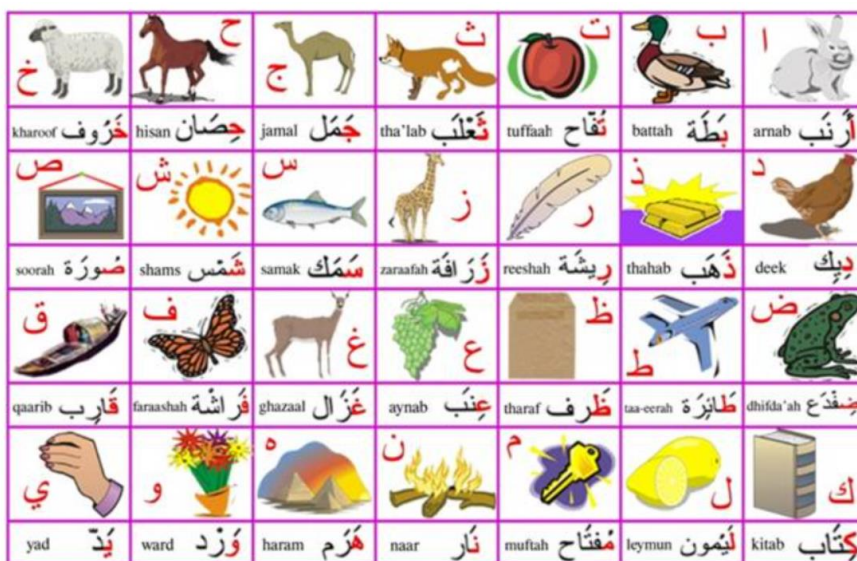 ا ب ت ث ج ح خ
أَرْنَب arnab بَطَة battah تُفّاح tuffaah ثَعْلَب tha'lab جَمَل jamal حِصَان hisan خَرُوف kharoof
د ذ ر ز س ش ص
دِيك deek ذَهَب thahab رِيشَة reeshah زَرَافَة zaraafah سَمَك samak شَمْس shams صُورَة soorah
ض ط ظ ع غ ف ق
ضِفْدَع dhifda'ah طَائِرَة taa-eerah ظَرف tharaf عِنَب aynab غَزَال ghazaal فَرَاشْة faraashah قَارِب qaarib
ك ل م ن ه و ي
كِتَاب kitab لَيْمون leymun مُفتَاح muftah نَار naar هَرَم haram وَرْد ward يَدّ yad